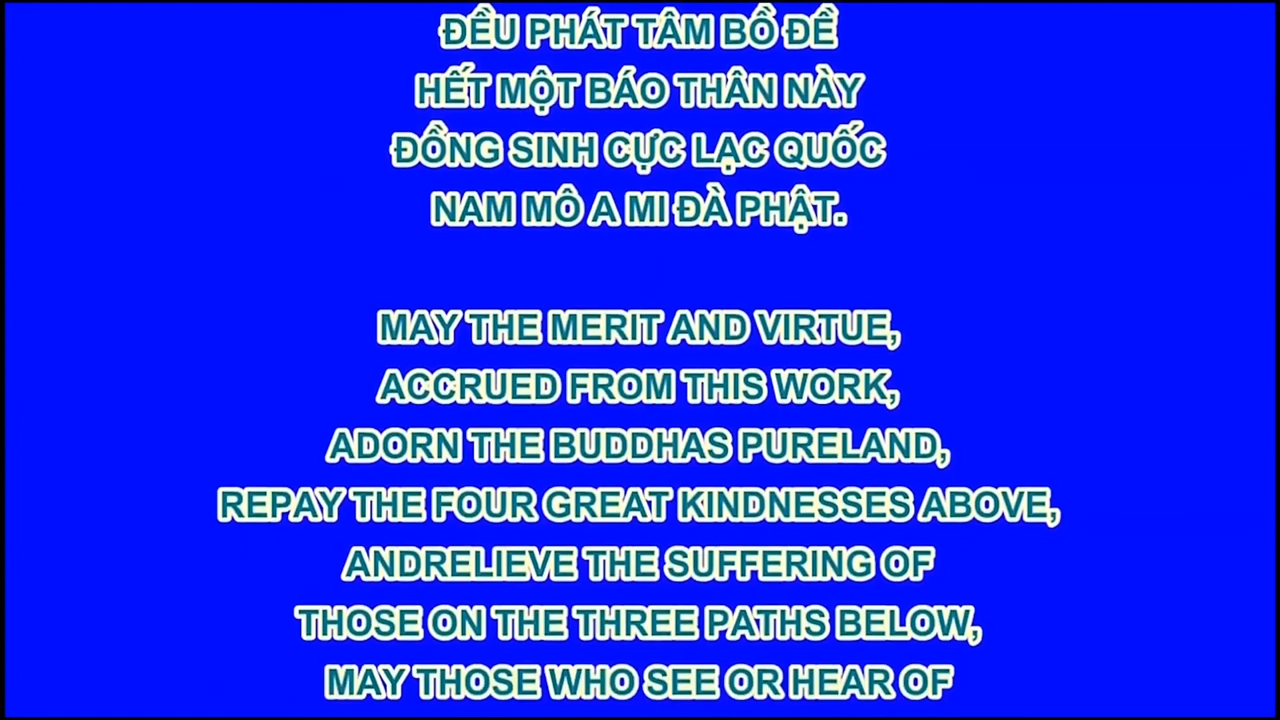 ĐỀU PHÁT TÂM BỒ ĐỀ
HẾT MỘT BÁO THÂN NÀY
ĐỒNG SINH CỰC LẠC QUỐC
NAM MÔ A MI ĐÀ PHẬT.
MAY THE MERIT AND VIRTUE,
ACCRUED FROM THIS WORK,
ADORN THE BUDDHAS PURELAND,
REPAY THE FOUR GREAT KINDNESSES ABOVE,
ANDRELIEVE THE SUFFERING OF
THOSE ON THE THREE PATHS BELOW,
MAY THOSE WHO SEE OR HEAR OF